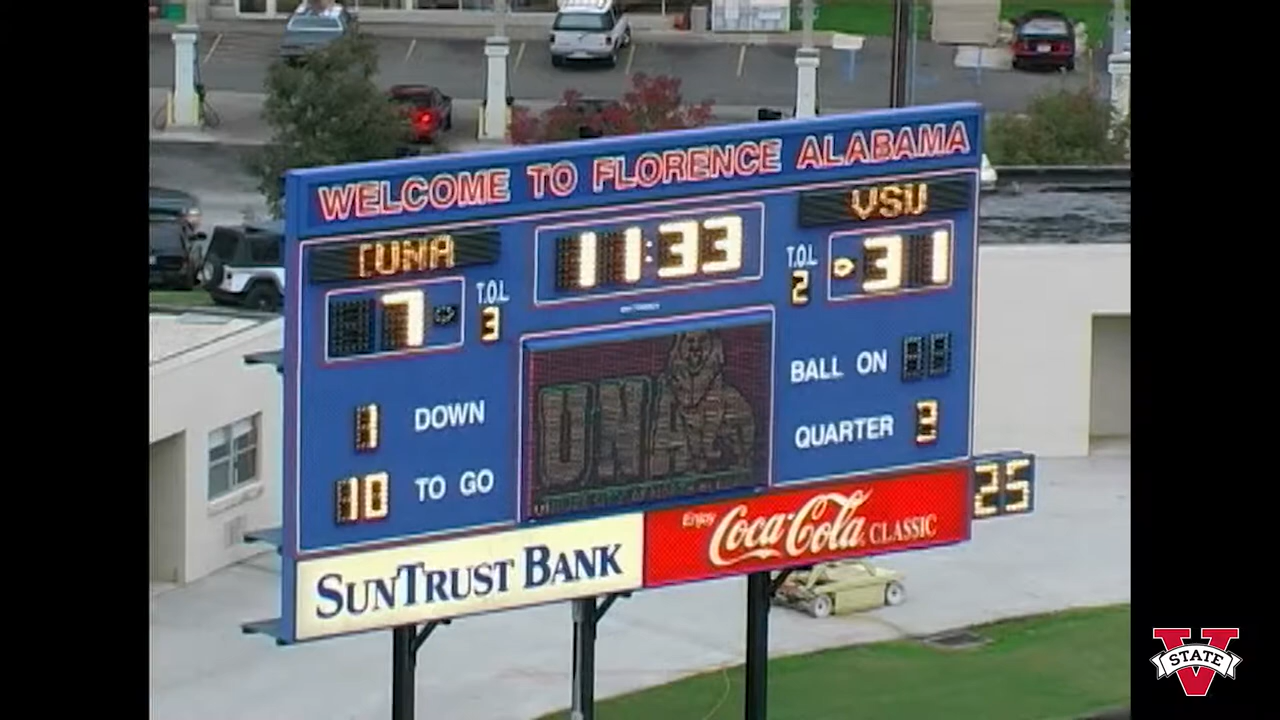 WELCOME TO FLORENCE ALABAMA
UNA
11:33
VSU
7
T.O.L
3
T.O.L
2
31
1 DOWN
BALL ON
UNA
QUARTER
10 TO GO
25
SUNTRUST BANK
Enjoy
Coca-Cola CLASSIC
V
STATE